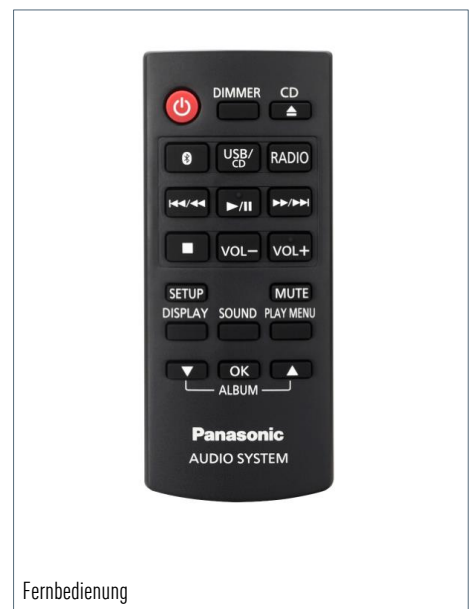 DIMMER CD
USB/
CD
RADIO
VOL− VOL+
SETUP MUTE
DISPLAY SOUND PLAY MENU
OK
ALBUM
Panasonic
AUDIO SYSTEM
Fernbedienung